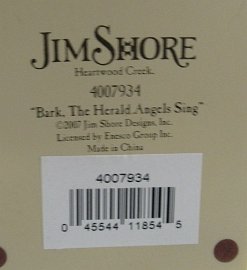 JIM SHORE
Heartwood Creek.
4007934
"Bark, The Herald Angels Sing"
©2007 Jim Shore Designs, Inc.
Licensed by Enesco Group Inc.
Made in China
4007934
0 45544 11854 5